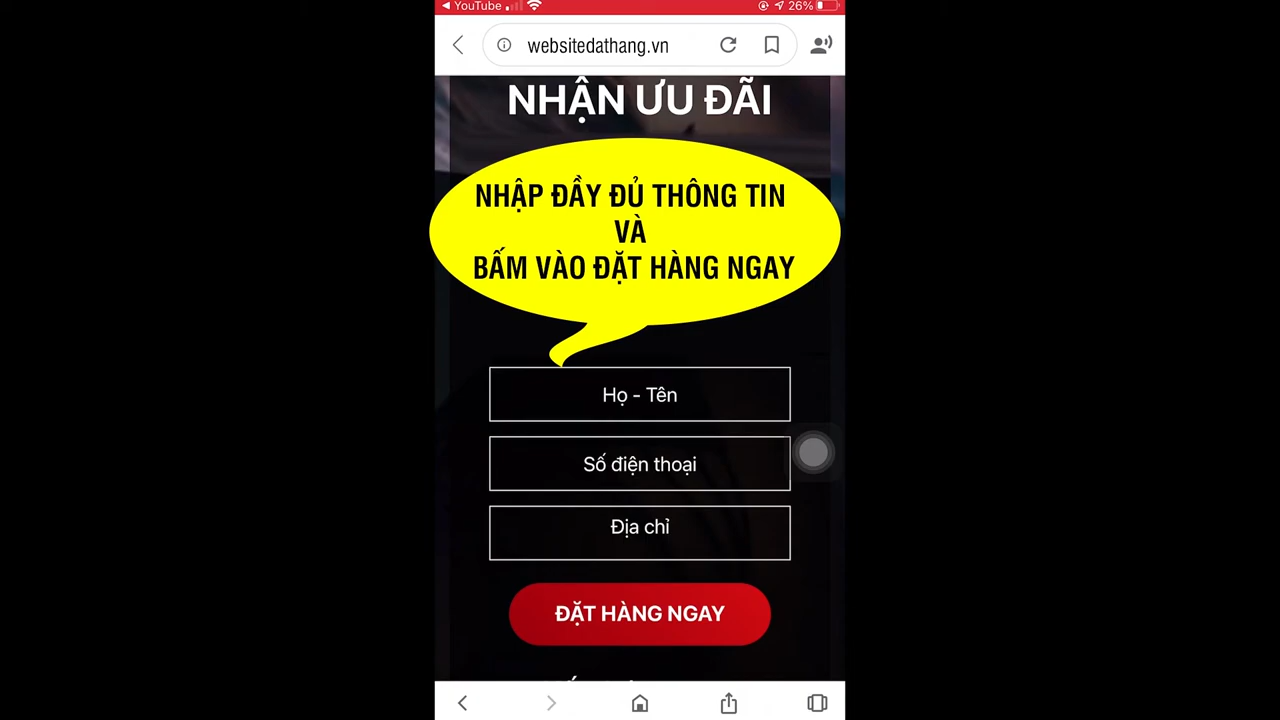 YouTube
26%
websitedathang.vn
NHẬN ƯU ĐÃI
NHẬP ĐẦY ĐỦ THÔNG TIN
VÀ
BẤM VÀO ĐẶT HÀNG NGAY
Họ - Tên
Số điện thoại
Địa chỉ
ĐẶT HÀNG NGAY